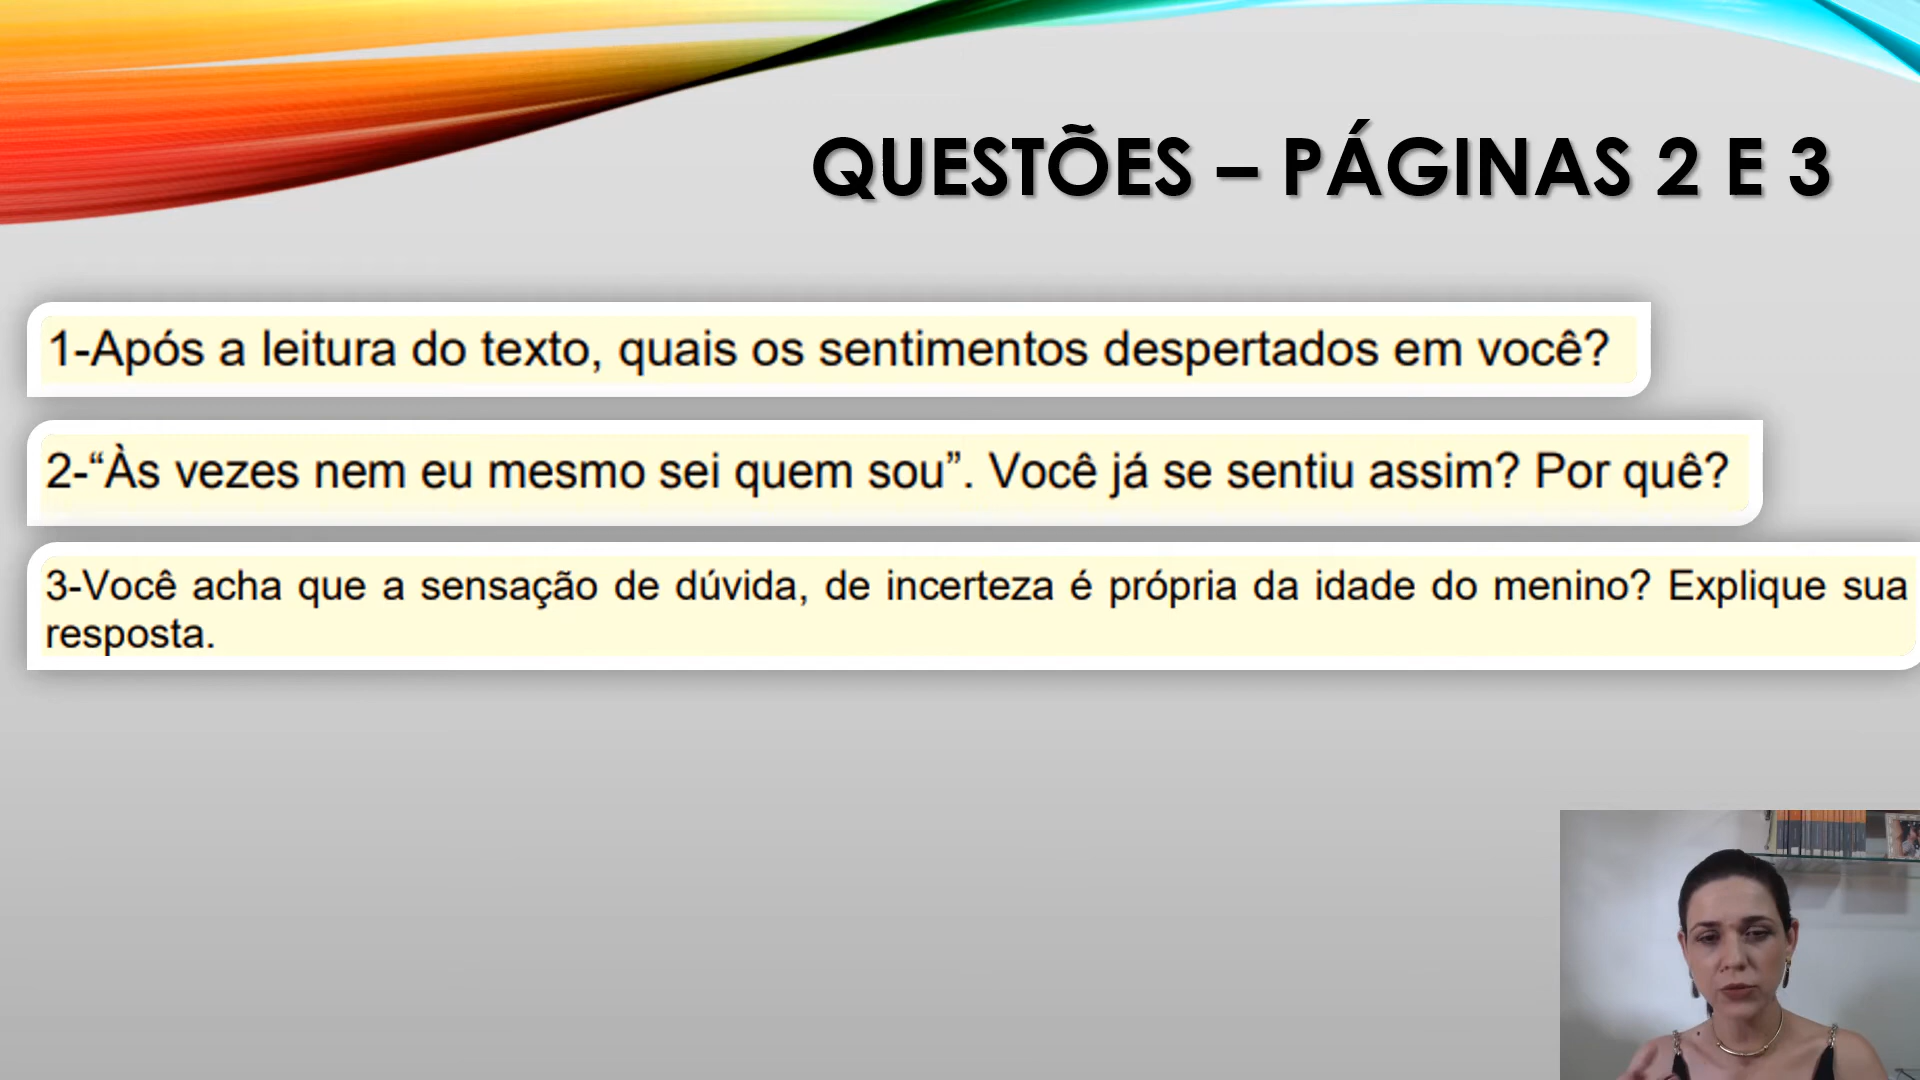 QUESTÕES – PÁGINAS 2 E 3
1-Após a leitura do texto, quais os sentimentos despertados em você?
2-“Às vezes nem eu mesmo sei quem sou”. Você já se sentiu assim? Por quê?
3-Você acha que a sensação de dúvida, de incerteza é própria da idade do menino? Explique sua
resposta.